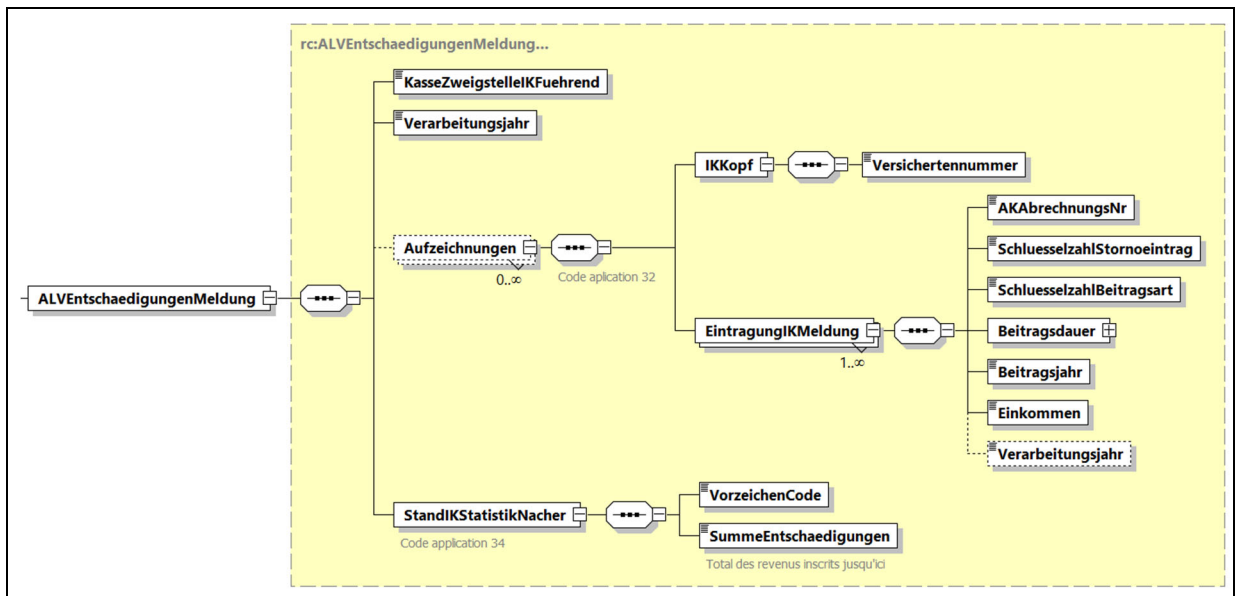 rc:ALVEntschaedigungenMeldung...
KasseZweigstelleIKFuehrend
Verarbeitungsjahr
IKKopf
Versichertennummer
AKAbrechnungsNr
Aufzeichnungen
0..∞
Code aplication 32
SchluesselzahlStornoeintrag
SchluesselzahlBeitragsart
ALVEntschaedigungenMeldung
EintragungIKMeldung
1..∞
Beitragsdauer
Beitragsjahr
Einkommen
Verarbeitungsjahr
StandIKStatistikNacher
Code application 34
VorzeichenCode
SummeEntschaedigungen
Total des revenus inscrits jusqu'ici